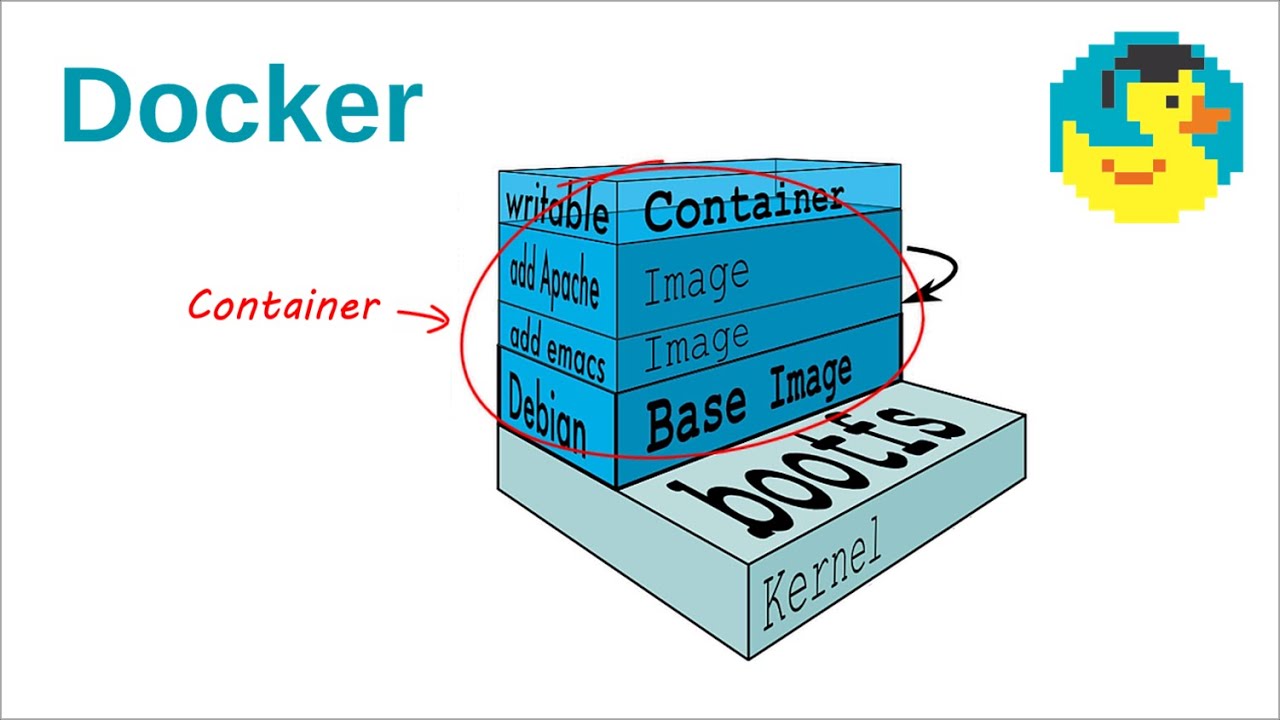 Docker
writable Container
add Apache Image
add emacs Image
Debian Base Image
Container
bootfs
Kernel